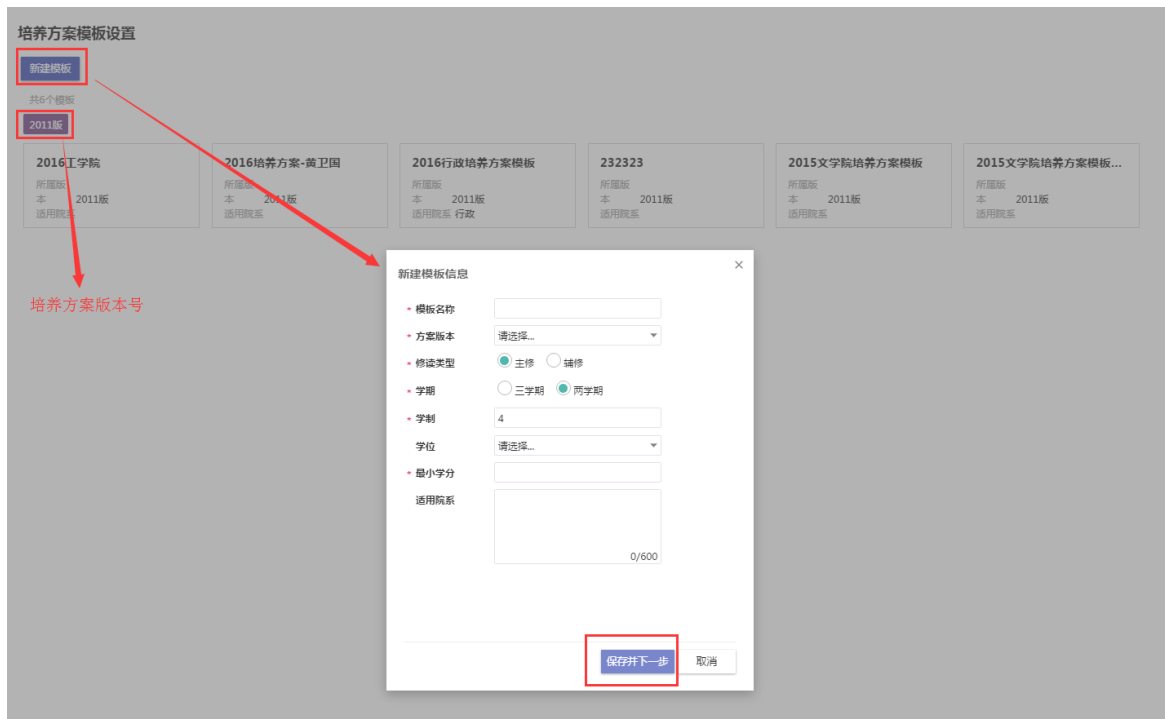 培养方案模板设置
新建模板
共6个模板
2011版
2016工学院
所属版
本 2011版
适用院系
2016培养方案-黄卫国
所属版
本 2011版
适用院系
2016行政培养方案模板
所属版
本 2011版
适用院系 行政
232323
所属版
本 2011版
适用院系
2015文学院培养方案模板
所属版
本 2011版
适用院系
2015文学院培养方案模板...
所属版
本 2011版
适用院系
培养方案版本号
新建模板信息 ×
* 模板名称
* 方案版本 请选择...
* 修读类型 主修 辅修
* 学期 三学期 两学期
* 学制 4
学位 请选择...
* 最小学分
适用院系
0/600
保存并下一步 取消